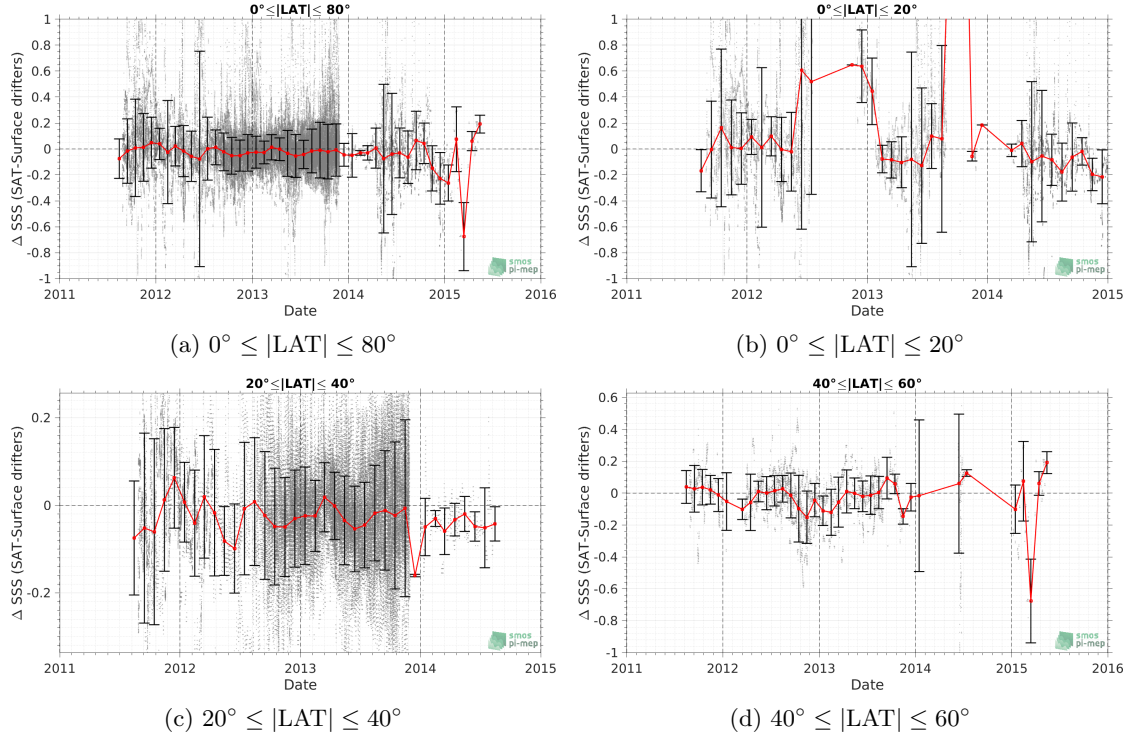 0°≤|LAT|≤ 80°
1
0.8
0.6
0.4
0.2
0
-0.2
-0.4
-0.6
-0.8
-1
Δ SSS (SAT-Surface drifters)
2011 2012 2013 2014 2015 2016
Date
smos
pi-mep
(a) 0° ≤ |LAT| ≤ 80°
0°≤|LAT|≤ 20°
1
0.8
0.6
0.4
0.2
0
-0.2
-0.4
-0.6
-0.8
-1
Δ SSS (SAT-Surface drifters)
2011 2012 2013 2014 2015
Date
smos
pi-mep
(b) 0° ≤ |LAT| ≤ 20°
20°≤|LAT|≤ 40°
0.2
0
-0.2
Δ SSS (SAT-Surface drifters)
2011 2012 2013 2014 2015
Date
smos
pi-mep
(c) 20° ≤ |LAT| ≤ 40°
40°≤|LAT|≤ 60°
0.6
0.4
0.2
0
-0.2
-0.4
-0.6
-0.8
-1
Δ SSS (SAT-Surface drifters)
2011 2012 2013 2014 2015 2016
Date
smos
pi-mep
(d) 40° ≤ |LAT| ≤ 60°